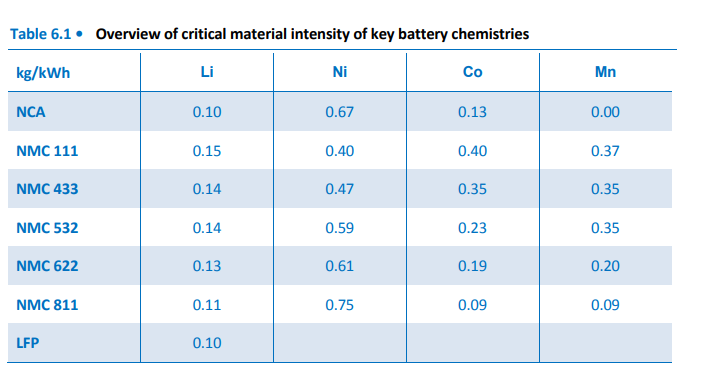 Table 6.1 • Overview of critical material intensity of key battery chemistries
kg/kWh Li Ni Co Mn
NCA 0.10 0.67 0.13 0.00
NMC 111 0.15 0.40 0.40 0.37
NMC 433 0.14 0.47 0.35 0.35
NMC 532 0.14 0.59 0.23 0.35
NMC 622 0.13 0.61 0.19 0.20
NMC 811 0.11 0.75 0.09 0.09
LFP 0.10